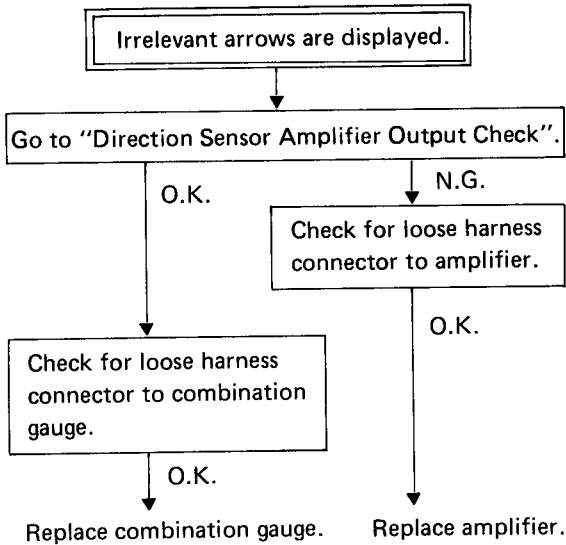 Irrelevant arrows are displayed.
Go to “Direction Sensor Amplifier Output Check”.
O.K.
N.G.
Check for loose harness
connector to amplifier.
O.K.
Check for loose harness
connector to combination
gauge.
O.K.
Replace combination gauge.
Replace amplifier.